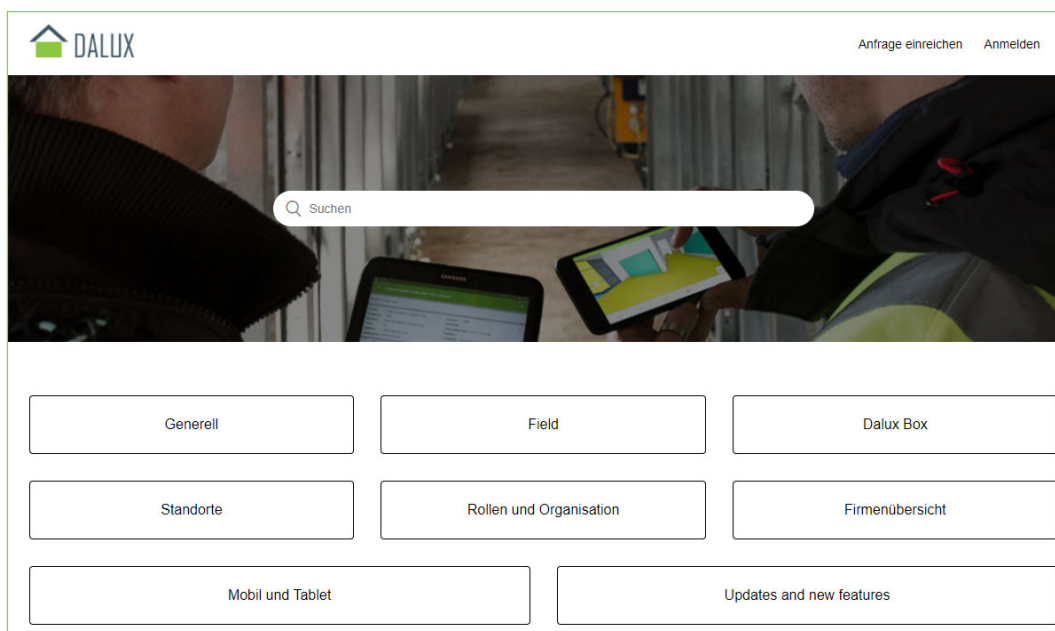 DALUX
Anfrage einreichen Anmelden
SAMSUNG
Suchen
Generell Field Dalux Box
Standorte Rollen und Organisation Firmenübersicht
Mobil und Tablet Updates and new features